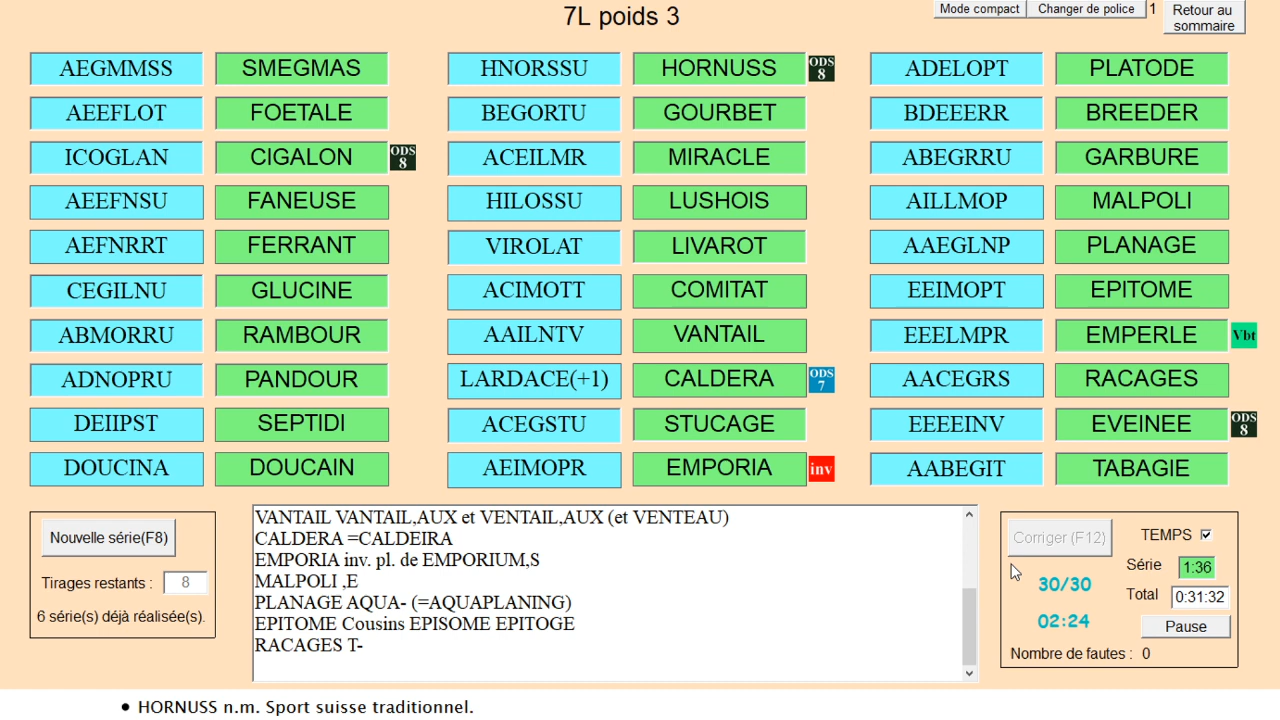 7L poids 3
Mode compact
Changer de police
1
Retour au
sommaire
AEGMMSS SMEGMAS
HNORSSU HORNUSS ODS 8
ADELOPT PLATODE
AEEFLOT FOETALE
BEGORTU GOURBET
BDEEERR BREEDER
ICOGLAN CIGALON ODS 8
ACEILMR MIRACLE
ABEGRRU GARBURE
AEEFNSU FANEUSE
HILOSSU LUSHOIS
AILLMOP MALPOLI
AEFNRRT FERRANT
VIROLAT LIVAROT
AAEGLNP PLANAGE
CEGILNU GLUCINE
ACIMOTT COMITAT
EEIMOPT EPITOME
ABMORRU RAMBOUR
AAILNTV VANTAIL
EEELMPR EMPERLE Vbt
ADNOPRU PANDOUR
LARDACE(+1) CALDERA ODS 7
AACEGRS RACAGES
DEIIPST SEPTIDI
ACEGSTU STUCAGE
EEEEINV EVEINEE ODS 8
DOUCINA DOUCAIN
AEIMOPR EMPORIA inv
AABEGIT TABAGIE
Nouvelle série(F8)
Tirages restants : 8
6 série(s) déjà réalisée(s).
VANTAIL VANTAIL,AUX et VENTAIL,AUX (et VENTEAU)
CALDERA =CALDEIRA
EMPORIA inv. pl. de EMPORIUM,S
MALPOLI ,E
PLANAGE AQUA- (=AQUAPLANING)
EPITOME Cousins EPISOME EPITOGE
RACAGES T-
Corriger (F12)
TEMPS
Série 1:36
30/30
Total 0:31:32
02:24
Pause
Nombre de fautes : 0
• HORNUSS n.m. Sport suisse traditionnel.